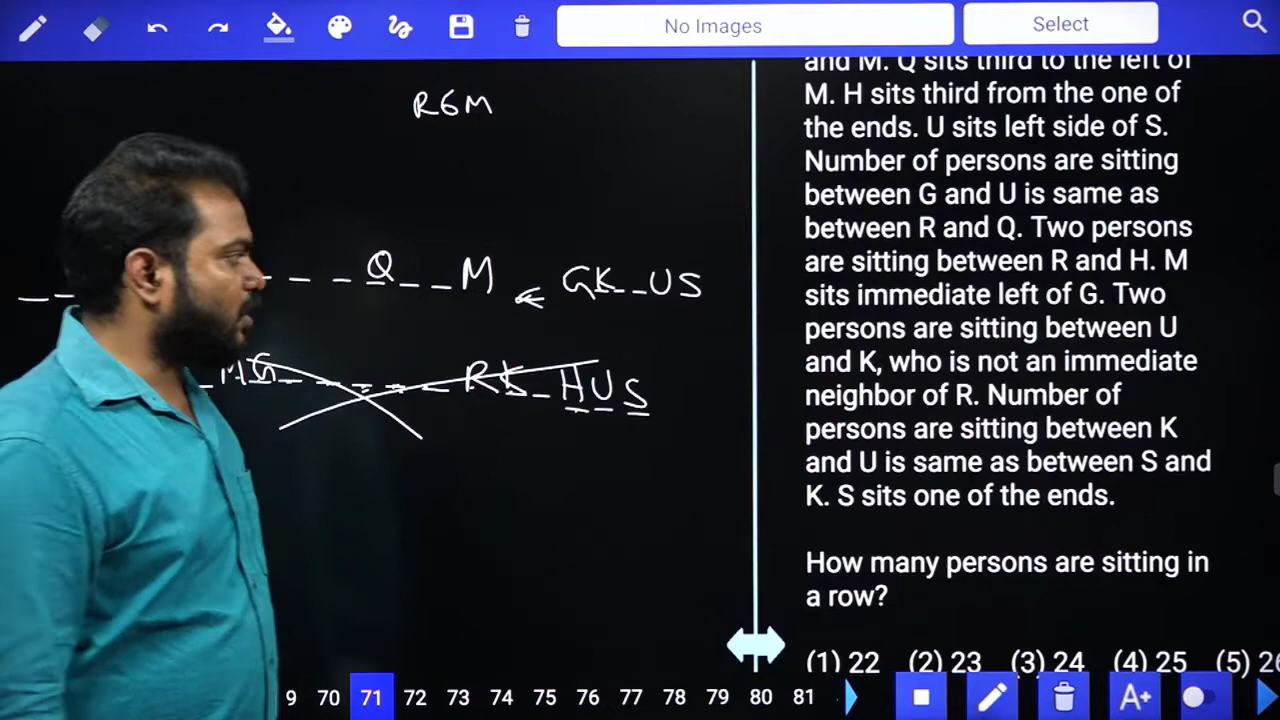 No Images
Select
R G M
Q _ _ M
G K _ _ U S
M G
R K _ H U S
and M. Q sits third to the left of
M. H sits third from the one of
the ends. U sits left side of S.
Number of persons are sitting
between G and U is same as
between R and Q. Two persons
are sitting between R and H. M
sits immediate left of G. Two
persons are sitting between U
and K, who is not an immediate
neighbor of R. Number of
persons are sitting between K
and U is same as between S and
K. S sits one of the ends.
How many persons are sitting in
a row?
(1) 22 (2) 23 (3) 24 (4) 25 (5) 26
9 70 71 72 73 74 75 76 77 78 79 80 81
A+